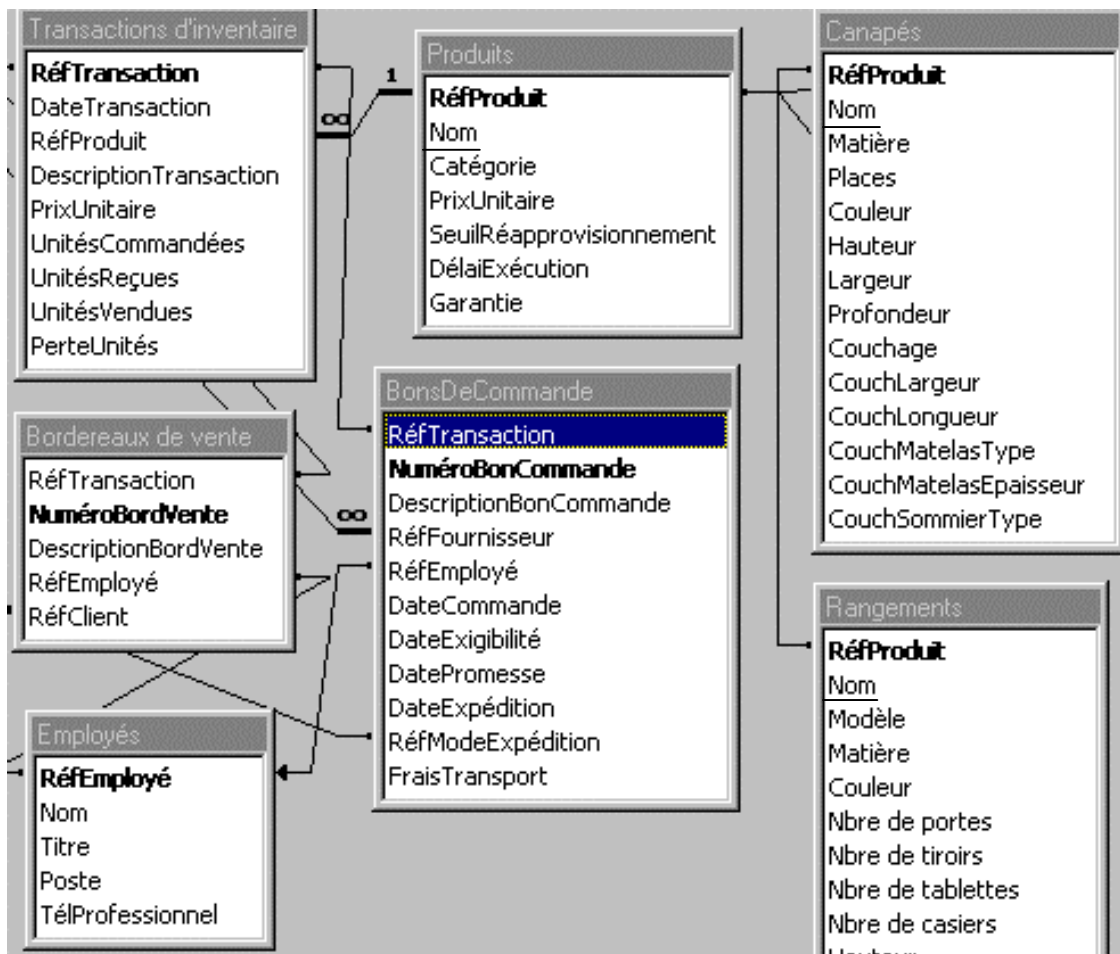 Transactions d'inventaire
RéfTransaction
DateTransaction
RéfProduit
DescriptionTransaction
PrixUnitaire
UnitésCommandées
UnitésReçues
UnitésVendues
PerteUnités
∞
1
Produits
RéfProduit
Nom
Catégorie
PrixUnitaire
SeuilRéapprovisionnement
DélaiExécution
Garantie
Canapés
RéfProduit
Nom
Matière
Places
Couleur
Hauteur
Largeur
Profondeur
Couchage
CouchLargeur
CouchLongueur
CouchMatelasType
CouchMatelasEpaisseur
CouchSommierType
Bordereaux de vente
RéfTransaction
NuméroBordVente
DescriptionBordVente
RéfEmployé
RéfClient
∞
BonsDeCommande
RéfTransaction
NuméroBonCommande
DescriptionBonCommande
RéfFournisseur
RéfEmployé
DateCommande
DateExigibilité
DatePromesse
DateExpédition
RéfModeExpédition
FraisTransport
Employés
RéfEmployé
Nom
Titre
Poste
TélProfessionnel
Rangements
RéfProduit
Nom
Modèle
Matière
Couleur
Nbre de portes
Nbre de tiroirs
Nbre de tablettes
Nbre de casiers